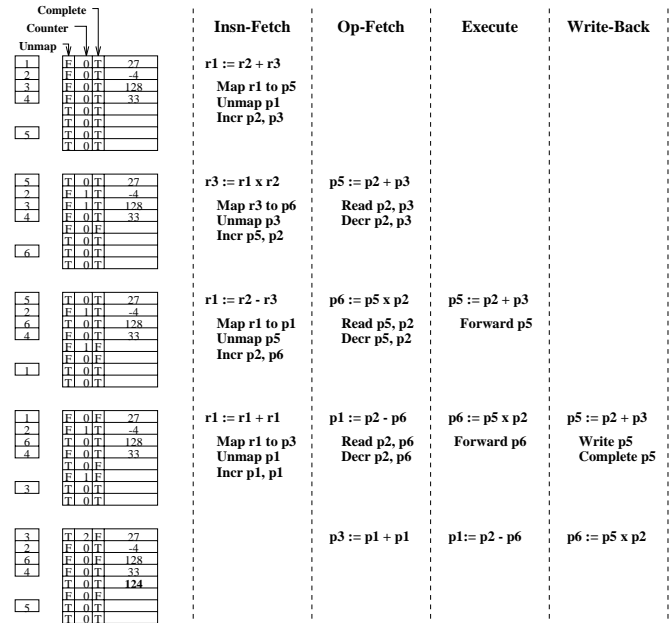 Complete
Counter
Unmap
Insn-Fetch Op-Fetch Execute Write-Back
1 F 0 T 27
2 F 0 T -4
3 F 0 T 128
4 F 0 T 33
T 0 T
T 0 T
5 T 0 T
T 0 T
r1 := r2 + r3
Map r1 to p5
Unmap p1
Incr p2, p3
5 T 0 T 27
2 F 1 T -4
3 F 1 T 128
4 F 0 T 33
F 0 F
T 0 T
6 T 0 T
T 0 T
r3 := r1 x r2
Map r3 to p6
Unmap p3
Incr p5, p2
p5 := p2 + p3
Read p2, p3
Decr p2, p3
5 T 0 T 27
2 F 1 T -4
6 T 0 T 128
4 F 0 T 33
F 1 F
F 0 F
1 T 0 T
T 0 T
r1 := r2 - r3
Map r1 to p1
Unmap p5
Incr p2, p6
p6 := p5 x p2
Read p5, p2
Decr p5, p2
p5 := p2 + p3
Forward p5
1 F 0 F 27
2 F 1 T -4
6 T 0 T 128
4 F 0 T 33
T 0 F
F 1 F
3 T 0 T
T 0 T
r1 := r1 + r1
Map r1 to p3
Unmap p1
Incr p1, p1
p1 := p2 - p6
Read p2, p6
Decr p2, p6
p6 := p5 x p2
Forward p6
p5 := p2 + p3
Write p5
Complete p5
3 T 2 F 27
2 F 0 T -4
6 F 0 F 128
4 F 0 T 33
T 0 T 124
F 0 F
5 T 0 T
T 0 T
p3 := p1 + p1
p1:= p2 - p6
p6 := p5 x p2